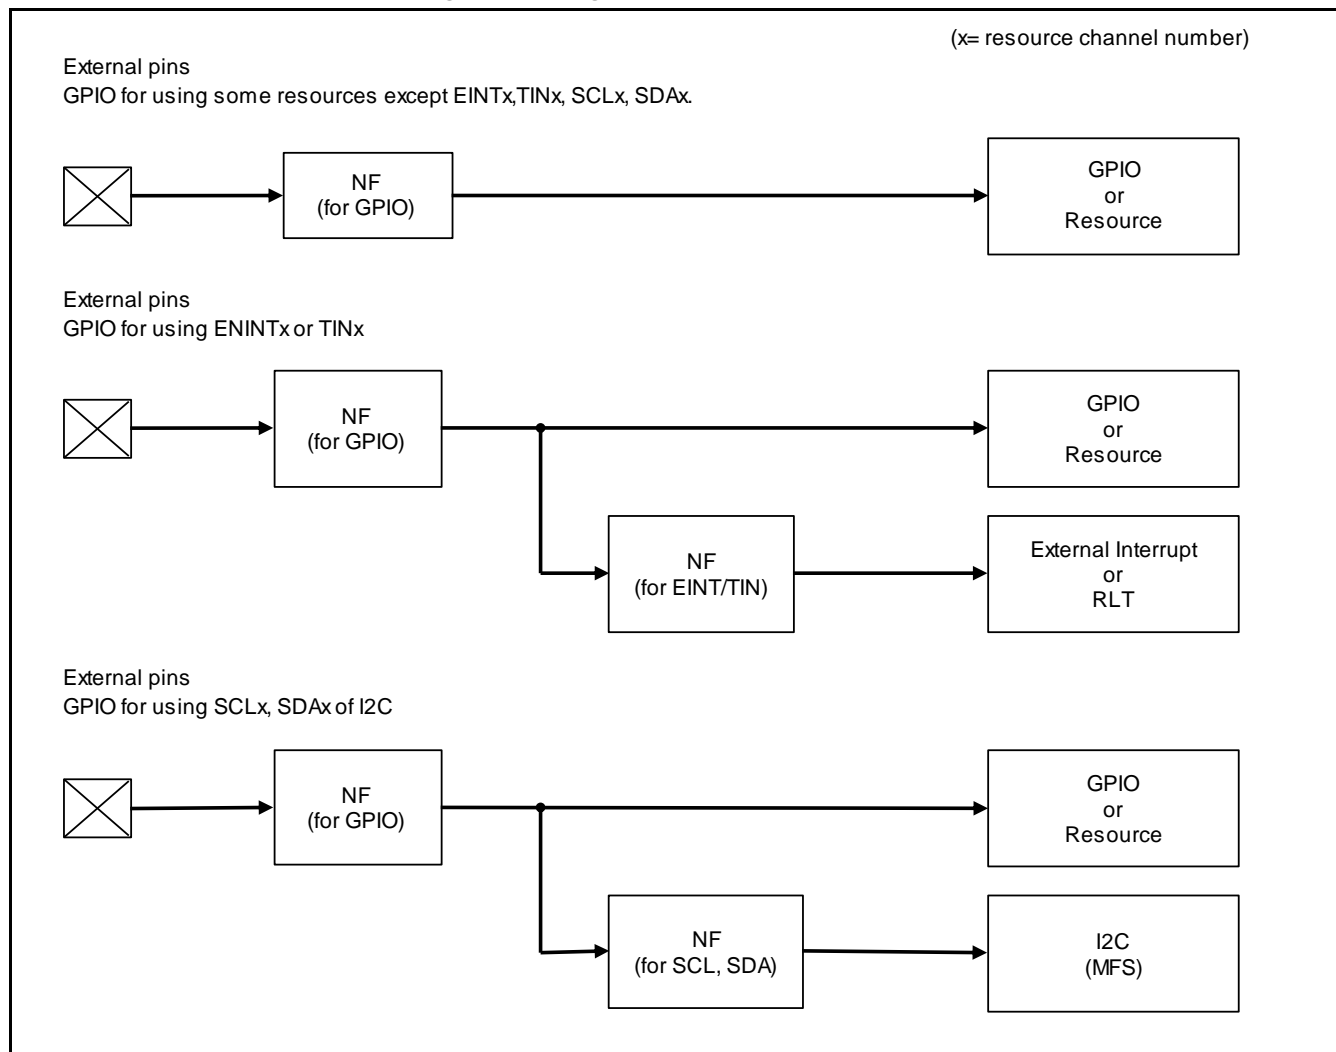 (x= resource channel number)
External pins
GPIO for using some resources except EINTx,TINx, SCLx, SDAx.
NF
(for GPIO)
GPIO
or
Resource
External pins
GPIO for using ENINTx or TINx
NF
(for GPIO)
GPIO
or
Resource
NF
(for EINT/TIN)
External Interrupt
or
RLT
External pins
GPIO for using SCLx, SDAx of I2C
NF
(for GPIO)
GPIO
or
Resource
NF
(for SCL, SDA)
I2C
(MFS)